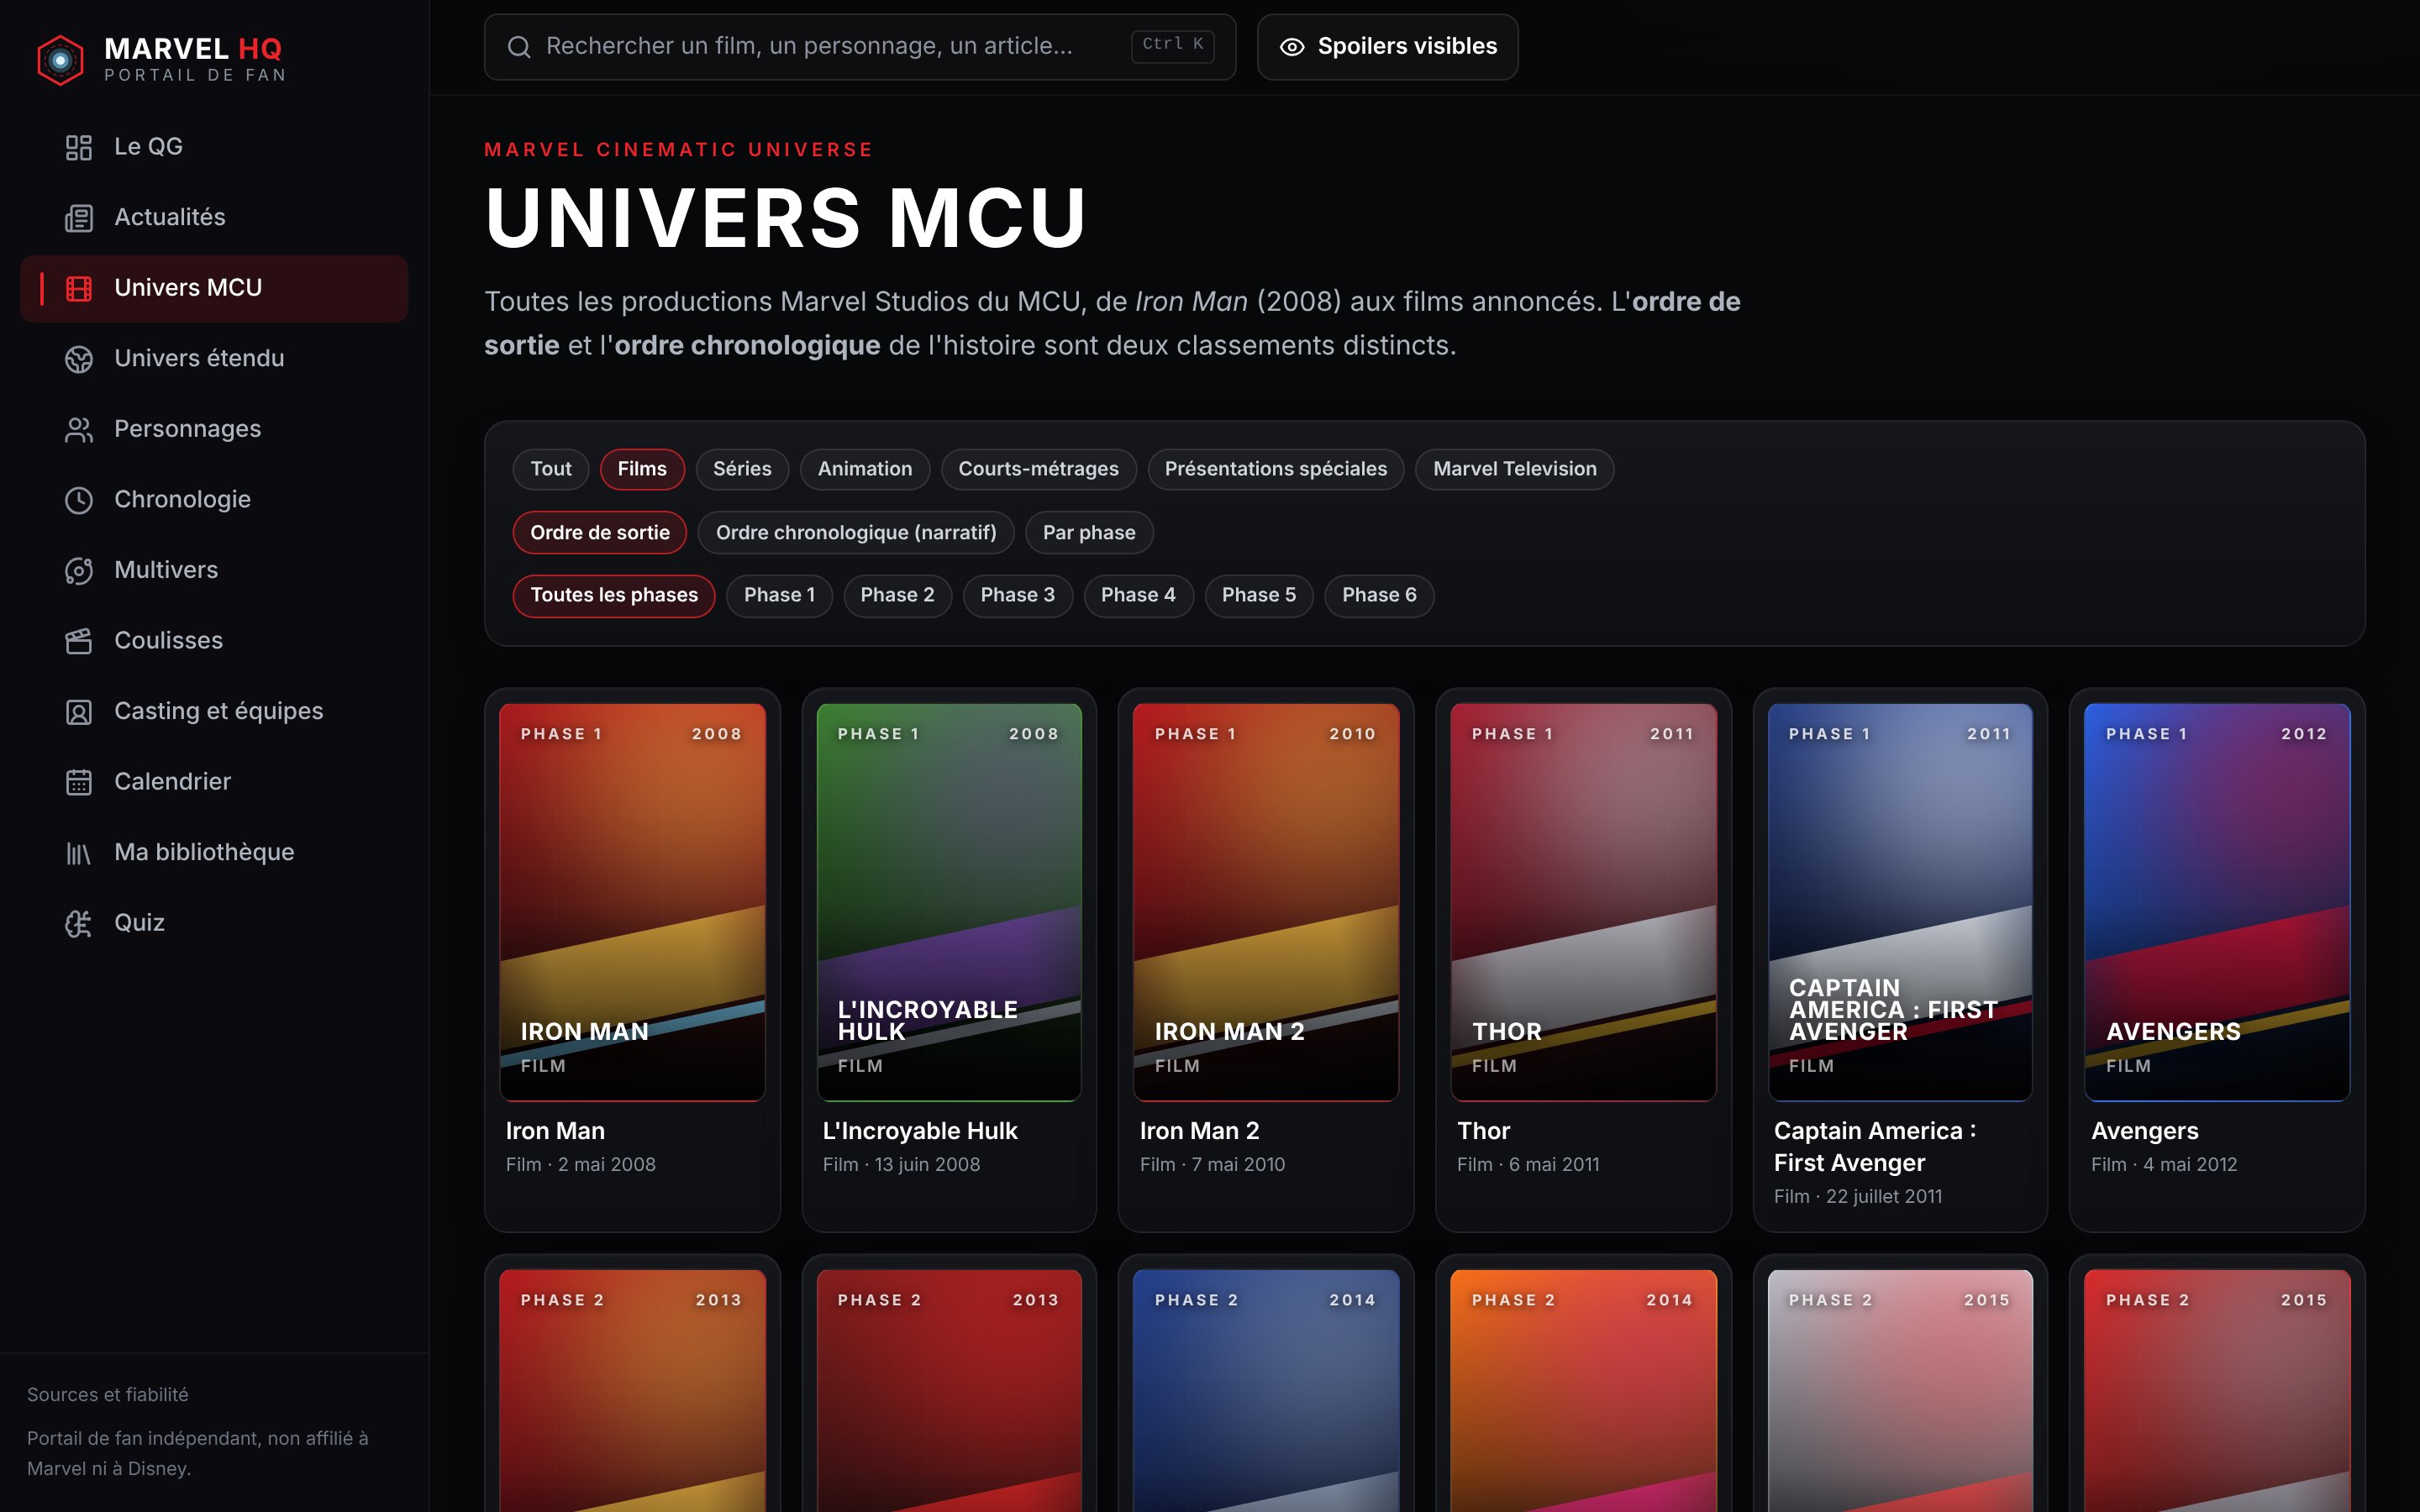 MARVEL HQ
PORTAIL DE FAN
Le QG
Actualités
Univers MCU
Univers étendu
Personnages
Chronologie
Multivers
Coulisses
Casting et équipes
Calendrier
Ma bibliothèque
Quiz
Sources et fiabilité
Portail de fan indépendant, non affilié à
Marvel ni à Disney.
Rechercher un film, un personnage, un article...
Ctrl K
Spoilers visibles
MARVEL CINEMATIC UNIVERSE
UNIVERS MCU
Toutes les productions Marvel Studios du MCU, de Iron Man (2008) aux films annoncés. L'ordre de
sortie et l'ordre chronologique de l'histoire sont deux classements distincts.
Tout Films Séries Animation Courts-métrages Présentations spéciales Marvel Television
Ordre de sortie Ordre chronologique (narratif) Par phase
Toutes les phases Phase 1 Phase 2 Phase 3 Phase 4 Phase 5 Phase 6
PHASE 1 2008
IRON MAN
FILM
Iron Man
Film · 2 mai 2008
PHASE 1 2008
L'INCROYABLE
HULK
FILM
L'Incroyable Hulk
Film · 13 juin 2008
PHASE 1 2010
IRON MAN 2
FILM
Iron Man 2
Film · 7 mai 2010
PHASE 1 2011
THOR
FILM
Thor
Film · 6 mai 2011
PHASE 1 2011
CAPTAIN
AMERICA : FIRST
AVENGER
FILM
Captain America :
First Avenger
Film · 22 juillet 2011
PHASE 1 2012
AVENGERS
FILM
Avengers
Film · 4 mai 2012
PHASE 2 2013
PHASE 2 2013
PHASE 2 2014
PHASE 2 2014
PHASE 2 2015
PHASE 2 2015